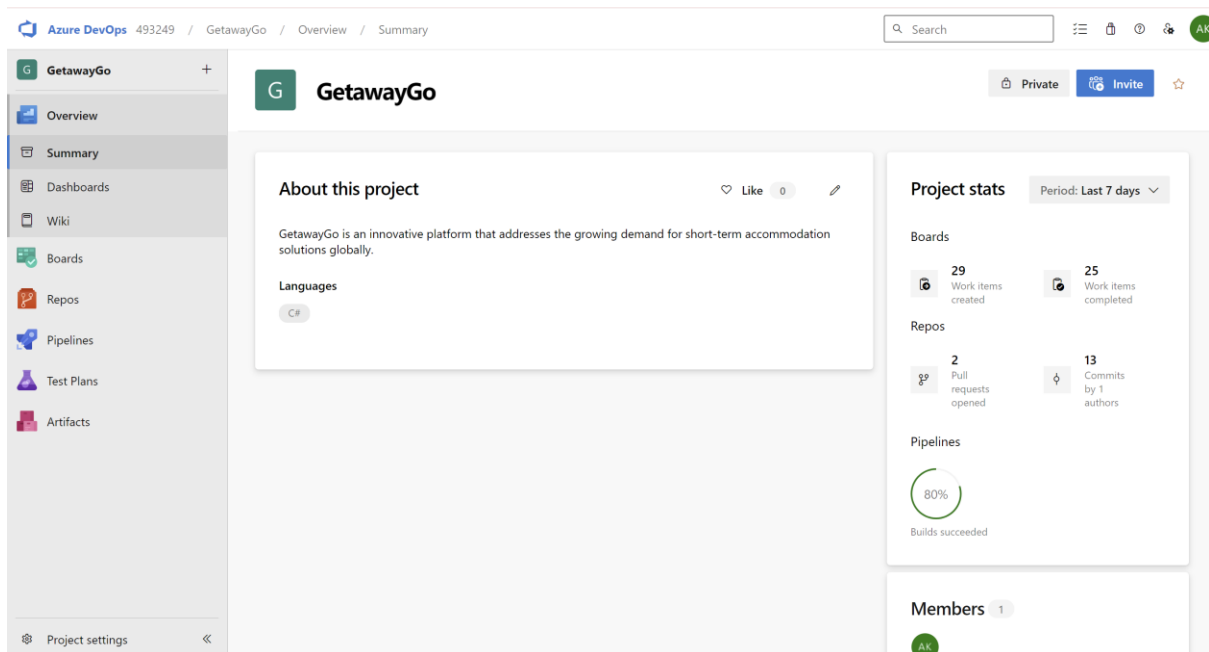 Azure DevOps 493249 / GetawayGo / Overview / Summary
Search
AK
G GetawayGo +
Overview
Summary
Dashboards
Wiki
Boards
Repos
Pipelines
Test Plans
Artifacts
Project settings
G GetawayGo
Private
Invite
About this project
Like 0
GetawayGo is an innovative platform that addresses the growing demand for short-term accommodation
solutions globally.
Languages
C#
Project stats
Period: Last 7 days
Boards
29
Work items
created
25
Work items
completed
Repos
2
Pull
requests
opened
13
Commits
by 1
authors
Pipelines
80%
Builds succeeded
Members 1
AK